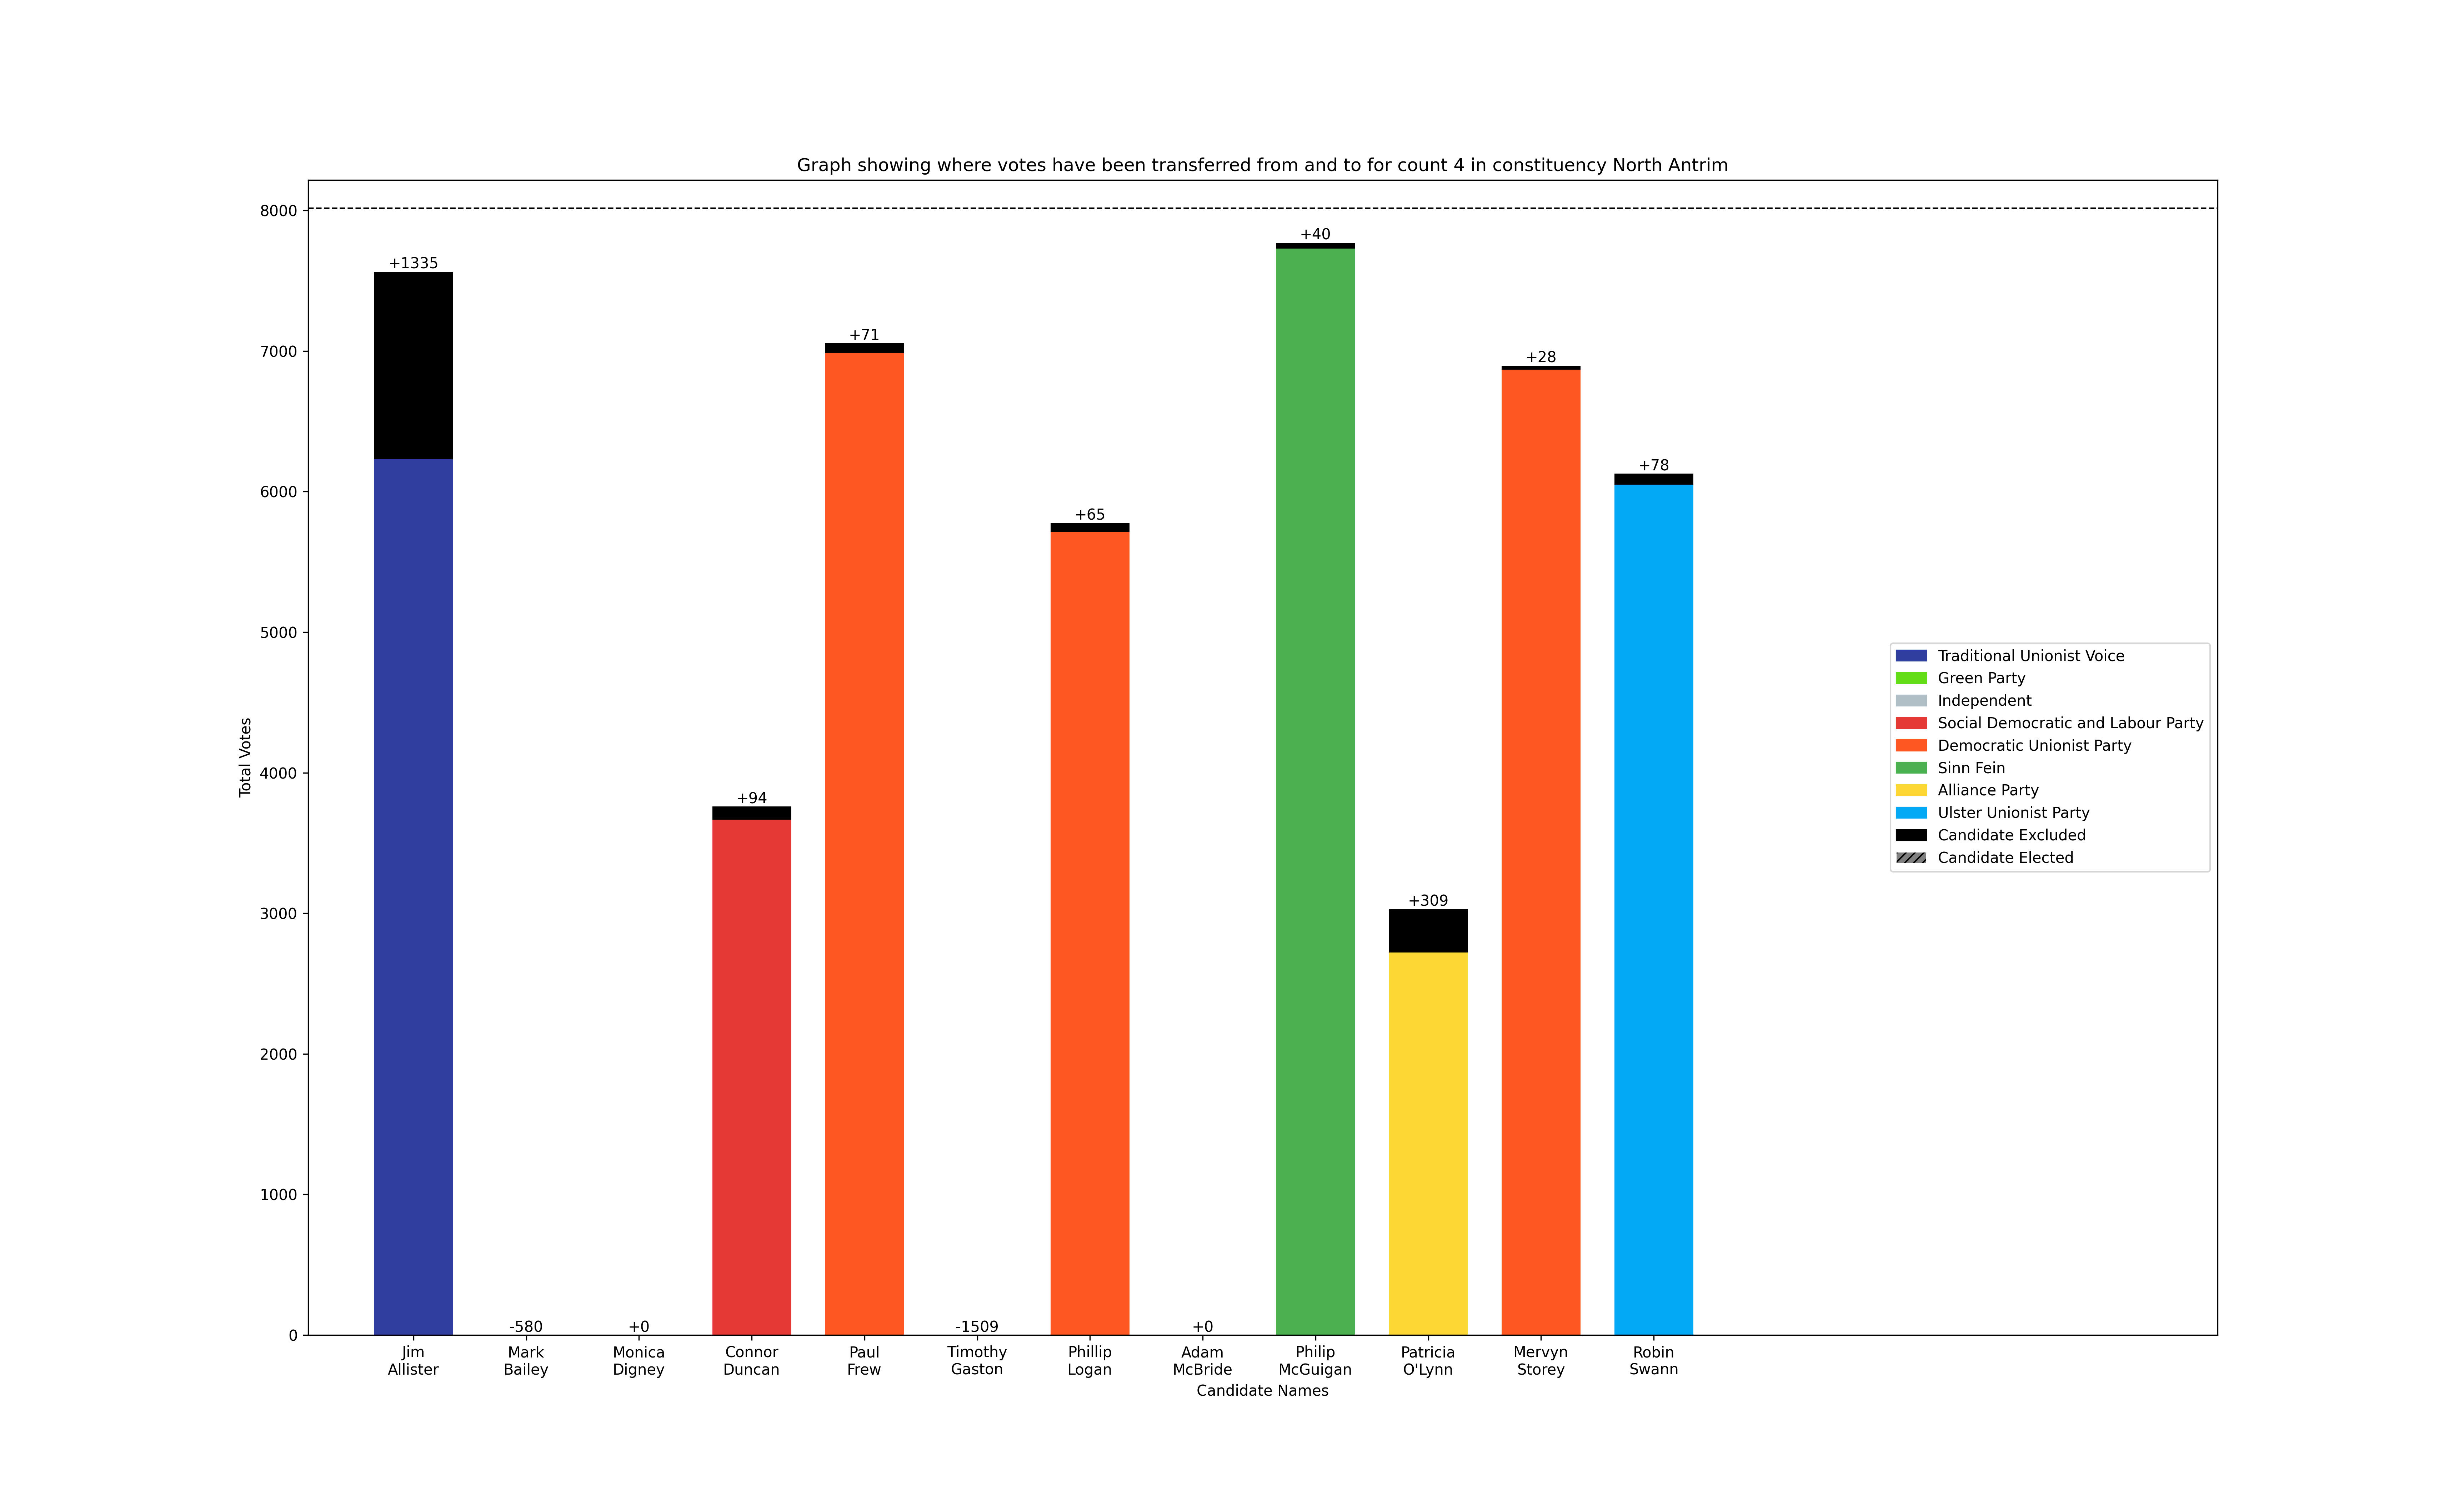 Graph showing where votes have been transferred from and to for count 4 in constituency North Antrim
Total Votes
8000
7000
6000
5000
4000
3000
2000
1000
0
+1335
-580
+0
+94
+71
-1509
+65
+0
+40
+309
+28
+78
Jim
Allister
Mark
Bailey
Monica
Digney
Connor
Duncan
Paul
Frew
Timothy
Gaston
Phillip
Logan
Adam
McBride
Philip
McGuigan
Patricia
O'Lynn
Mervyn
Storey
Robin
Swann
Candidate Names
Traditional Unionist Voice
Green Party
Independent
Social Democratic and Labour Party
Democratic Unionist Party
Sinn Fein
Alliance Party
Ulster Unionist Party
Candidate Excluded
Candidate Elected